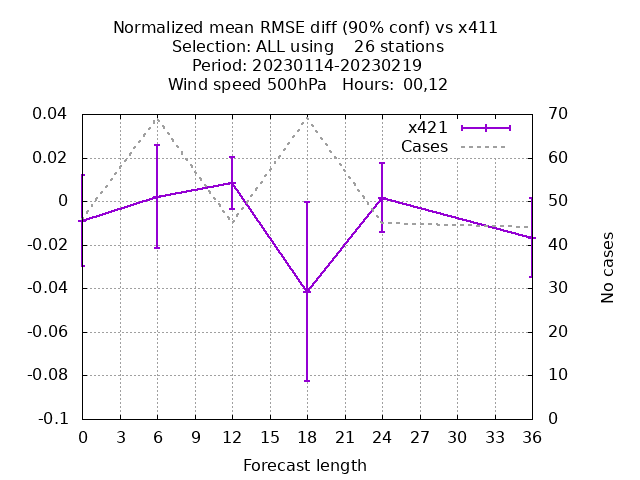 Normalized mean RMSE diff (90% conf) vs x411
Selection: ALL using    26 stations
Period: 20230114-20230219
Wind speed 500hPa   Hours:  00,12
0.04
0.02
0
-0.02
-0.04
-0.06
-0.08
-0.1
x421
Cases
70
60
50
40
30
20
10
0
No cases
0 3 6 9 12 15 18 21 24 27 30 33 36
Forecast length